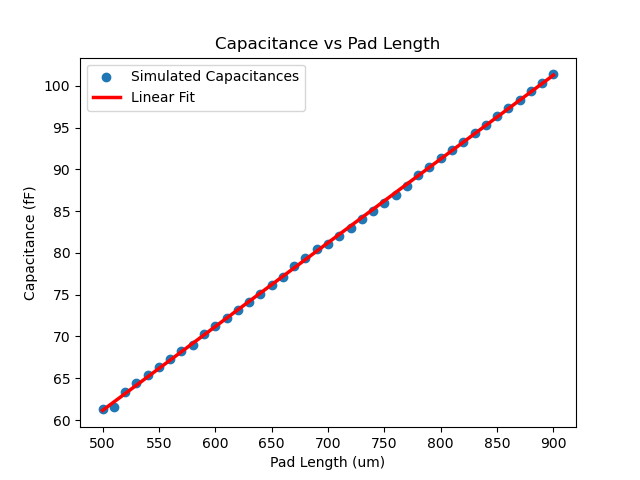 Capacitance vs Pad Length
Simulated Capacitances
Linear Fit
Capacitance (fF)
100
95
90
85
80
75
70
65
60
500 550 600 650 700 750 800 850 900
Pad Length (um)